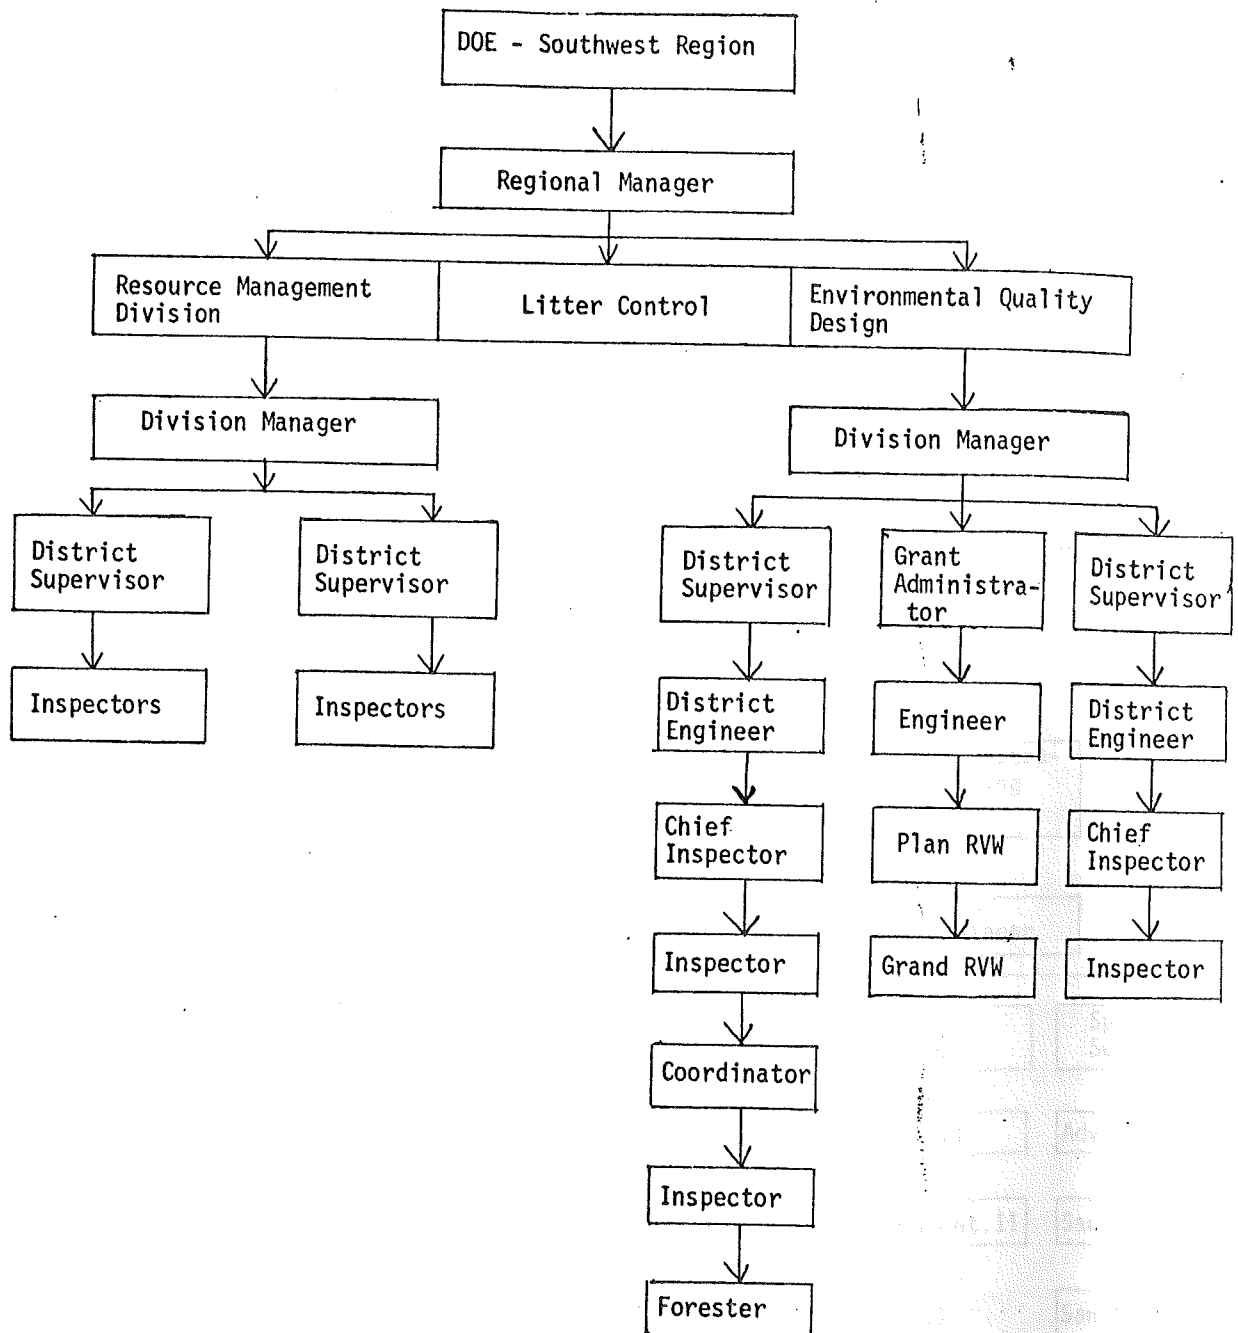 DOE - Southwest Region
Regional Manager
Resource Management
Division
Litter Control
Environmental Quality
Design
Division Manager
Division Manager
District
Supervisor
District
Supervisor
District
Supervisor
Grant
Administra-
tor
District
Supervisor
Inspectors
Inspectors
District
Engineer
Engineer
District
Engineer
Chief
Inspector
Plan RVW
Chief
Inspector
Inspector
Grand RVW
Inspector
Coordinator
Inspector
Forester